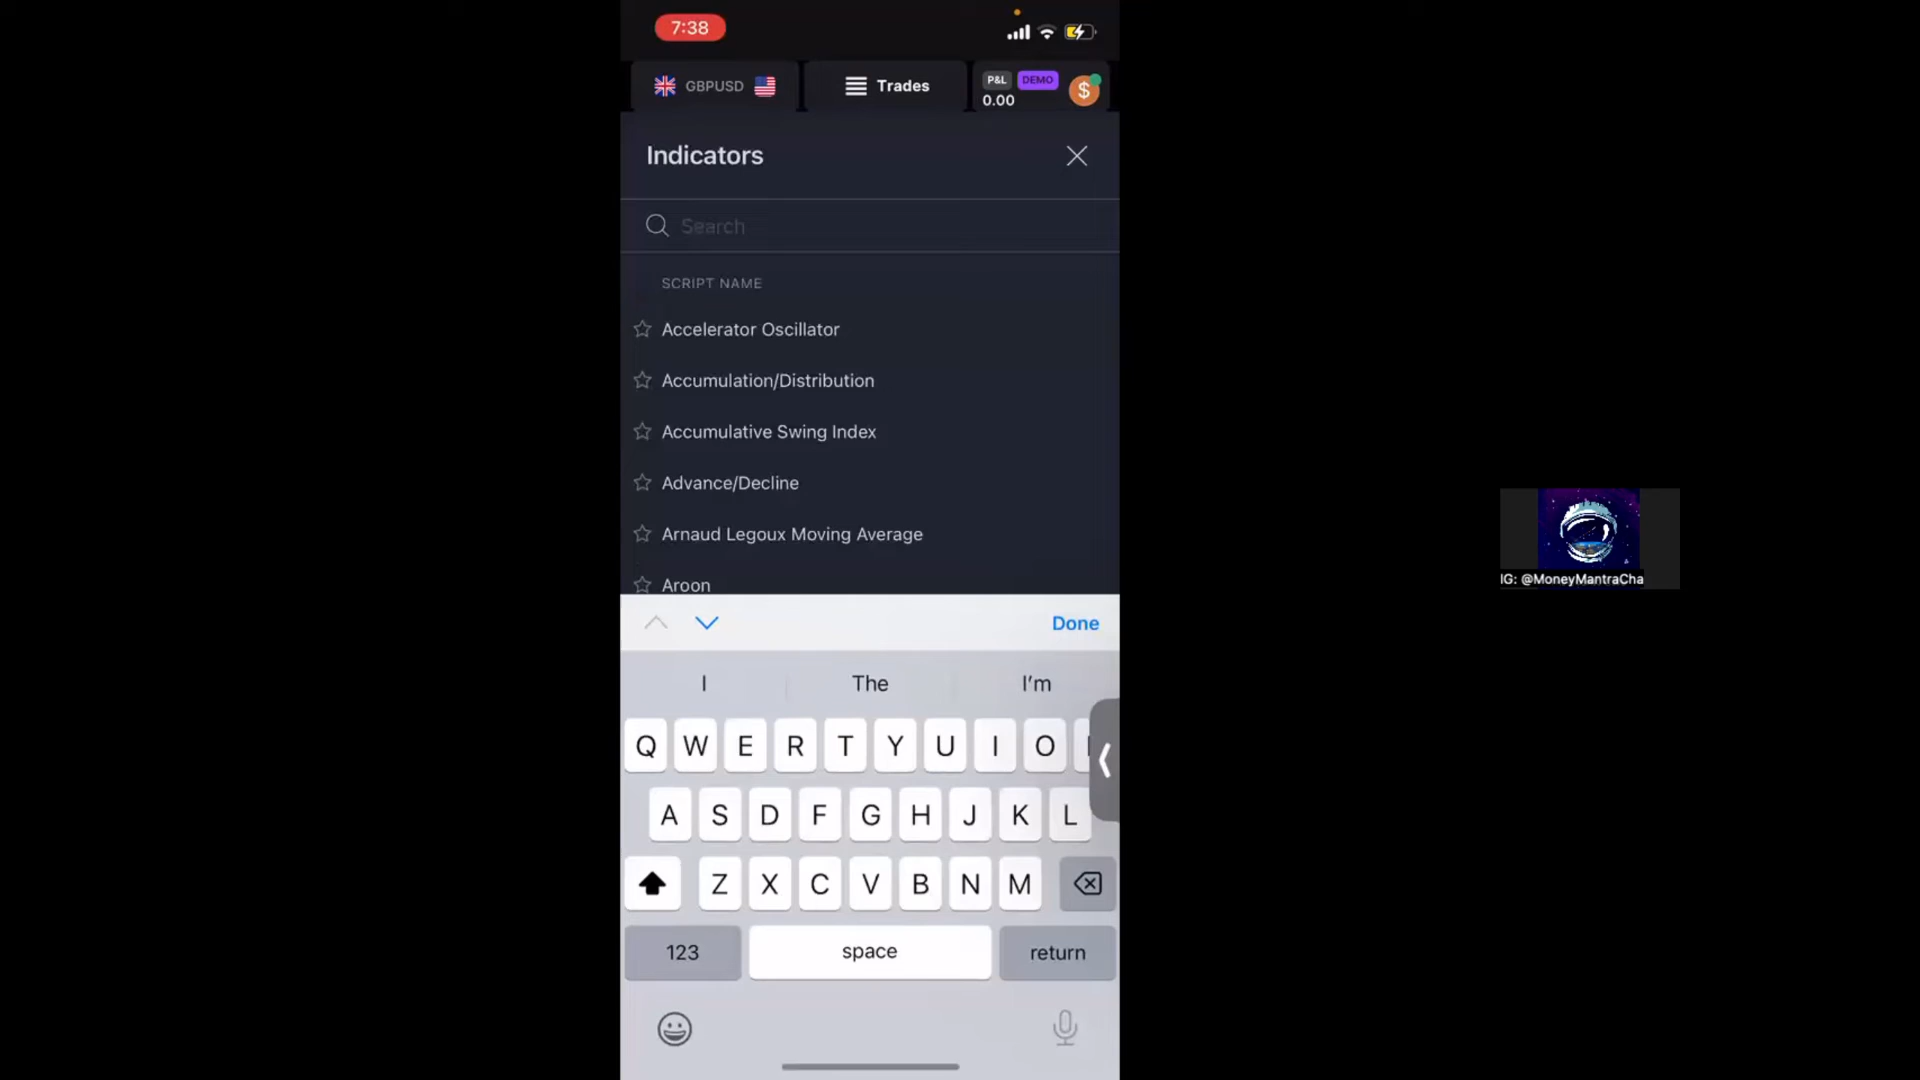 7:38
GBPUSD
Trades
P&L DEMO
0.00
$
Indicators
Search
SCRIPT NAME
Accelerator Oscillator
Accumulation/Distribution
Accumulative Swing Index
Advance/Decline
Arnaud Legoux Moving Average
Aroon
Done
I The I'm
Q W E R T Y U I O
A S D F G H J K L
Z X C V B N M
123 space return
IG: @MoneyMantraCha